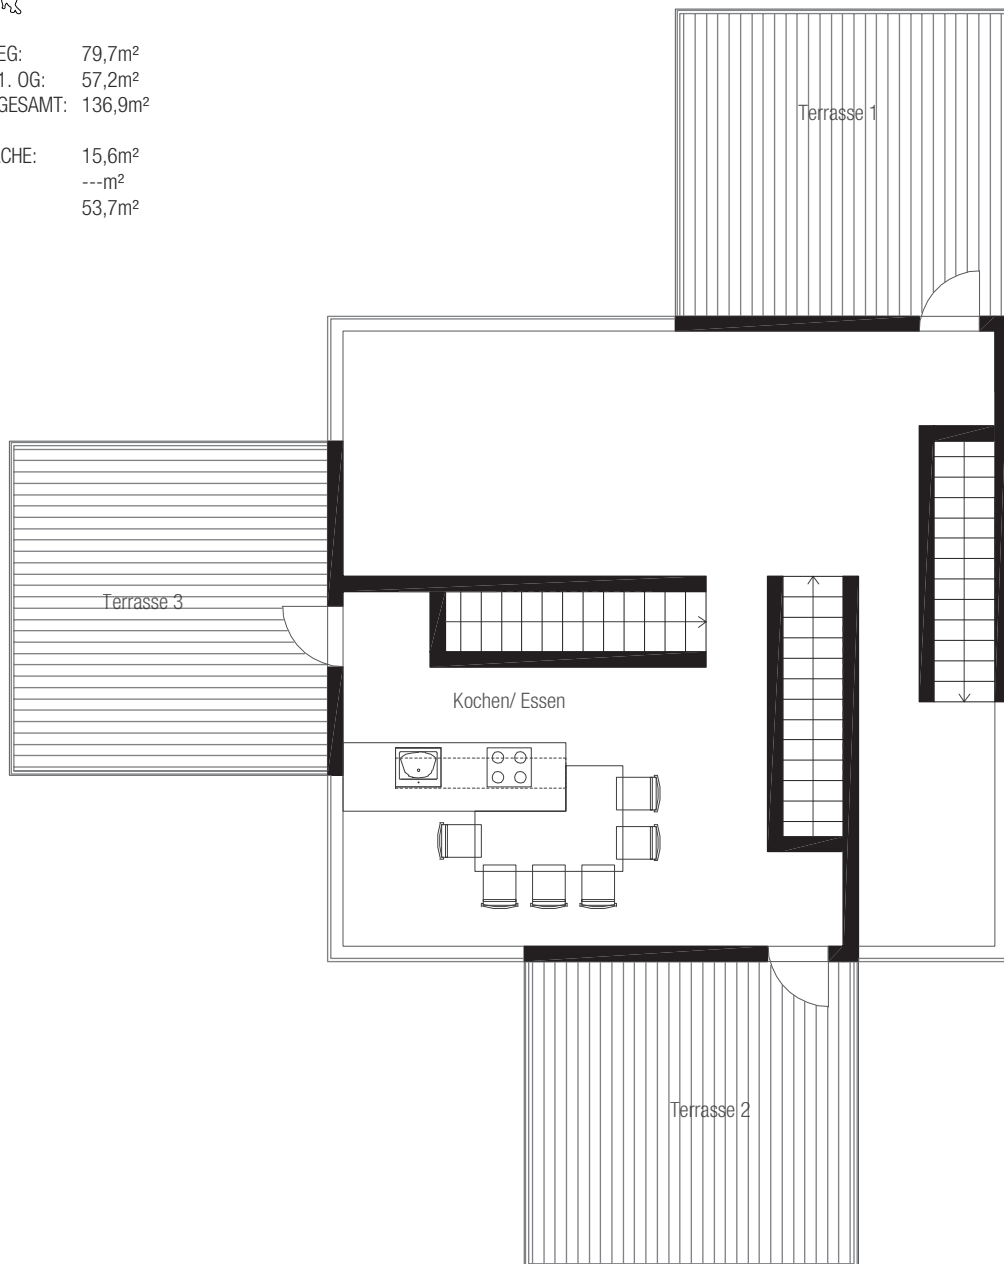 EG: 79,7m²
1. OG: 57,2m²
GESAMT: 136,9m²
CHE: 15,6m²
---m²
53,7m²
Terrasse 1
Terrasse 3
Kochen/ Essen
Terrasse 2